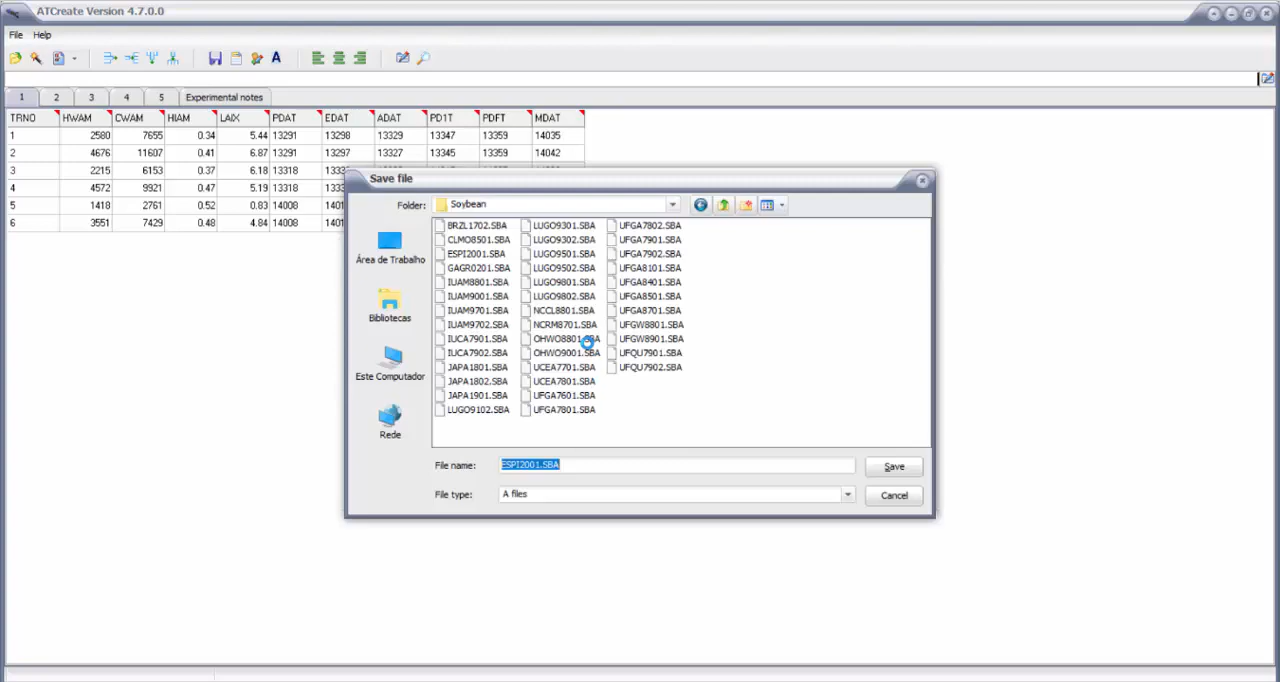 ATCreate Version 4.7.0.0
File Help
A
1 2 3 4 5 Experimental notes
TRNO HWAM CWAM HIAM LAIX PDAT EDAT ADAT PD1T PDFT MDAT
1 2580 7655 0.34 5.44 13291 13298 13329 13347 13359 14035
2 4676 11607 0.41 6.87 13291 13297 13327 13345 13359 14042
3 2215 6153 0.37 6.18 13318
4 4572 9921 0.47 5.19 13318
5 1418 2761 0.52 0.83 14008
6 3551 7429 0.48 4.84 14008
Save file
Folder: Soybean
Área de Trabalho
Bibliotecas
Este Computador
Rede
BRZL1702.SBA LUGO9301.SBA UFGA7802.SBA
CLMO8501.SBA LUGO9302.SBA UFGA7901.SBA
ESPI2001.SBA LUGO9501.SBA UFGA7902.SBA
GAGR0201.SBA LUGO9502.SBA UFGA8101.SBA
IUAM8801.SBA LUGO9801.SBA UFGA8401.SBA
IUAM9001.SBA LUGO9802.SBA UFGA8501.SBA
IUAM9701.SBA NCCL8801.SBA UFGA8701.SBA
IUAM9702.SBA NCRM8701.SBA UFGW8801.SBA
IUCA7901.SBA OHWO8801.SBA UFGW8901.SBA
IUCA7902.SBA OHWO9001.SBA UFQU7901.SBA
JAPA1801.SBA UCEA7701.SBA UFQU7902.SBA
JAPA1802.SBA UCEA7801.SBA
JAPA1901.SBA UFGA7601.SBA
LUGO9102.SBA UFGA7801.SBA
File name: ESPI2001.SBA Save
File type: A files Cancel